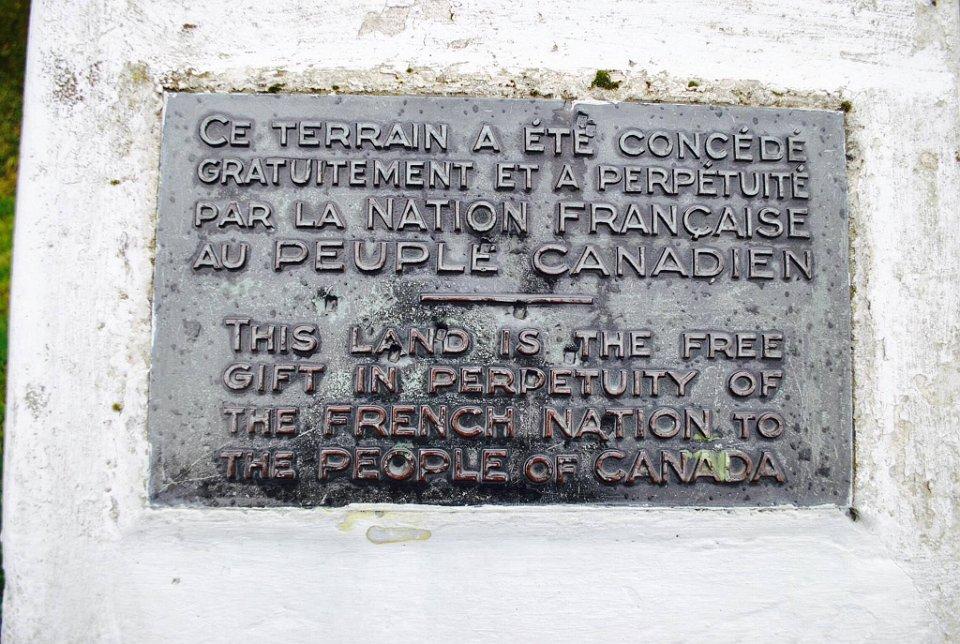 CE TERRAIN A ÉTÉ CONCÉDÉ
GRATUITEMENT ET A PERPÉTUITÉ
PAR LA NATION FRANÇAISE
AU PEUPLE CANADIEN
THIS LAND IS THE FREE
GIFT IN PERPETUITY OF
THE FRENCH NATION TO
THE PEOPLE OF CANADA